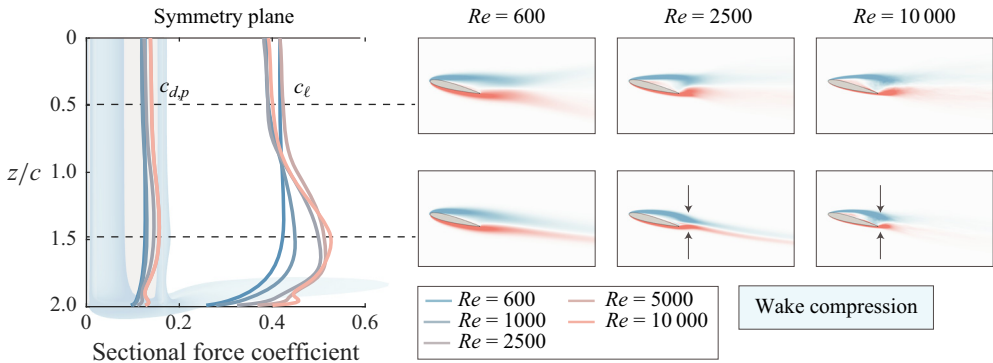 Symmetry plane
Re = 600
Re = 2500
Re = 10 000
0
0.5
1.0
1.5
2.0
z/c
c_{d,p}
c_ℓ
0
0.2
0.4
0.6
Sectional force coefficient
Re = 600
Re = 1000
Re = 2500
Re = 5000
Re = 10 000
Wake compression